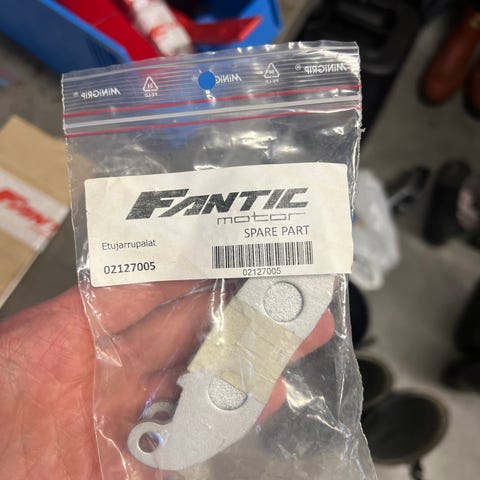 MINIGRIP® MINIGRIP® MINIGRIP®
FANTIC
motor
SPARE PART
Etujarrupalat
02127005
02127005